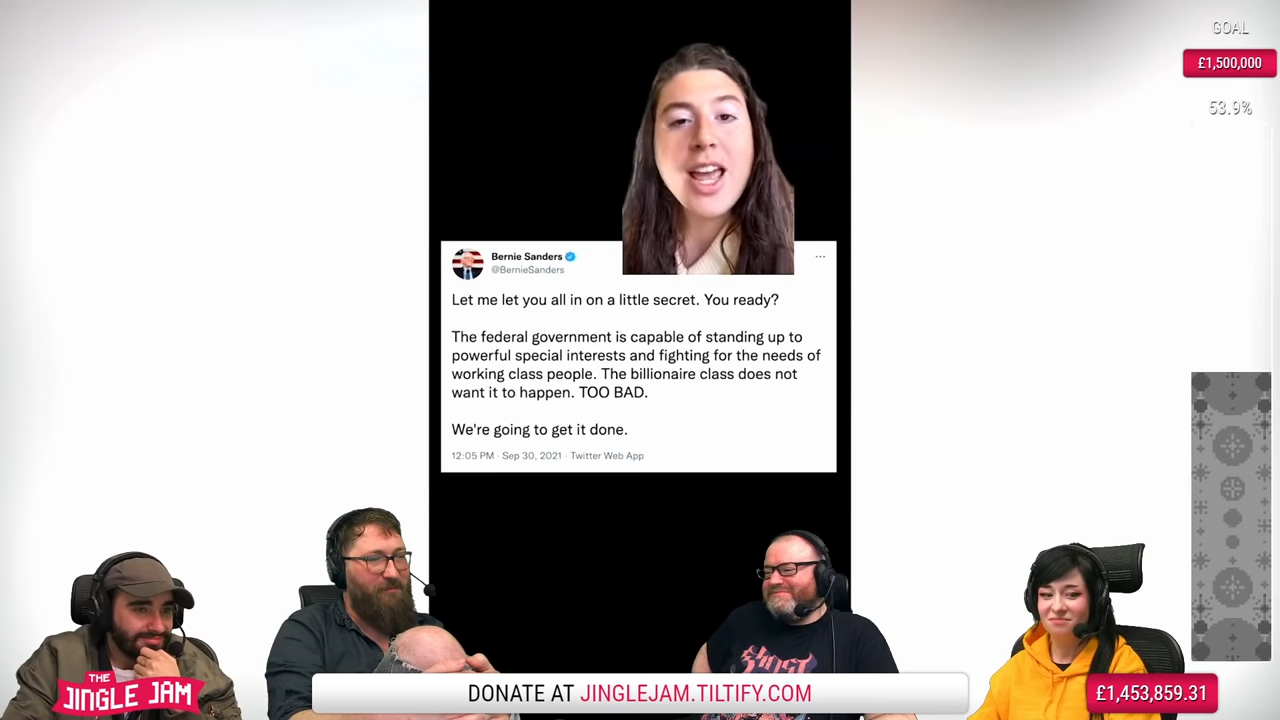 GOAL
£1,500,000
53.9%
Bernie Sanders
@BernieSanders
Let me let you all in on a little secret. You ready?
The federal government is capable of standing up to
powerful special interests and fighting for the needs of
working class people. The billionaire class does not
want it to happen. TOO BAD.
We're going to get it done.
12:05 PM · Sep 30, 2021 · Twitter Web App
GHOST
THE
JINGLE JAM
DONATE AT JINGLEJAM.TILTIFY.COM
£1,453,859.31